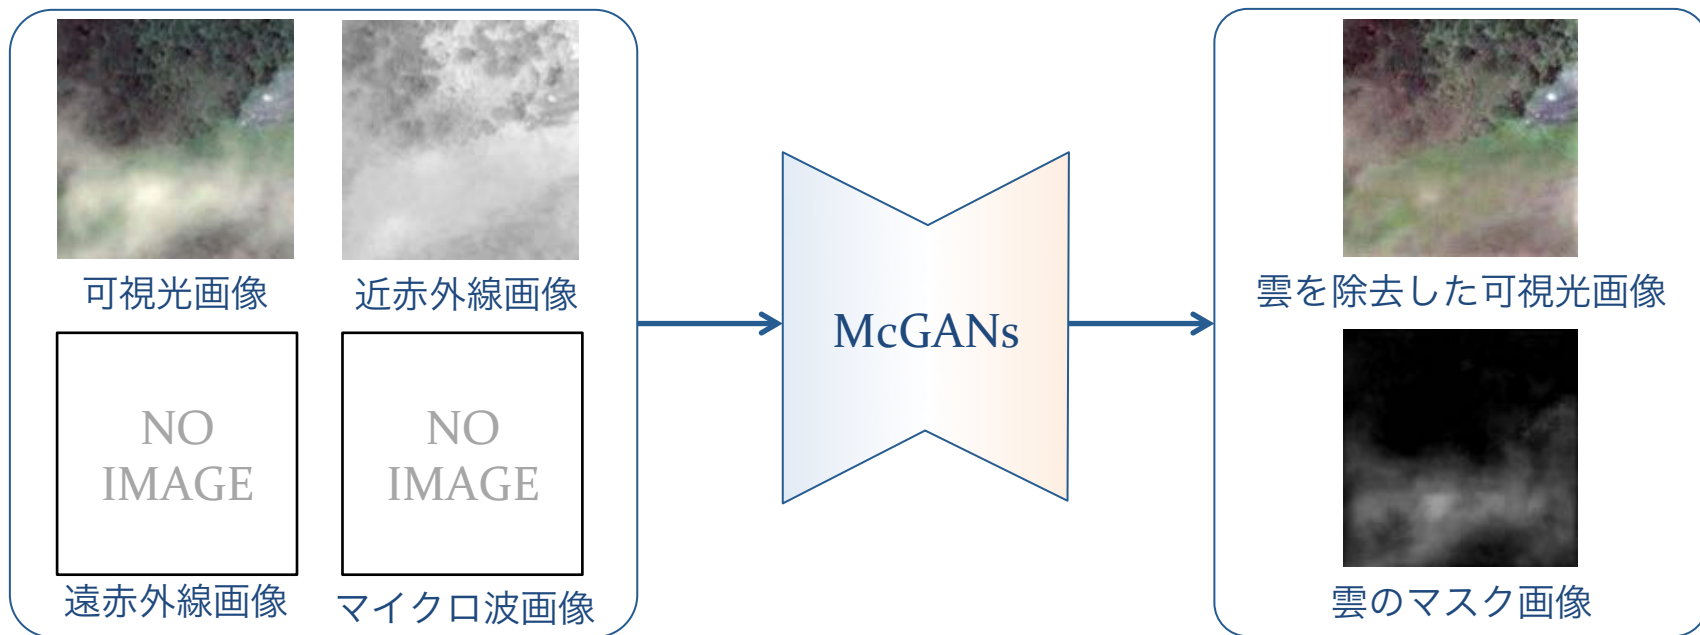 可視光画像
近赤外線画像
NO
IMAGE
遠赤外線画像
NO
IMAGE
マイクロ波画像
McGANs
雲を除去した可視光画像
雲のマスク画像